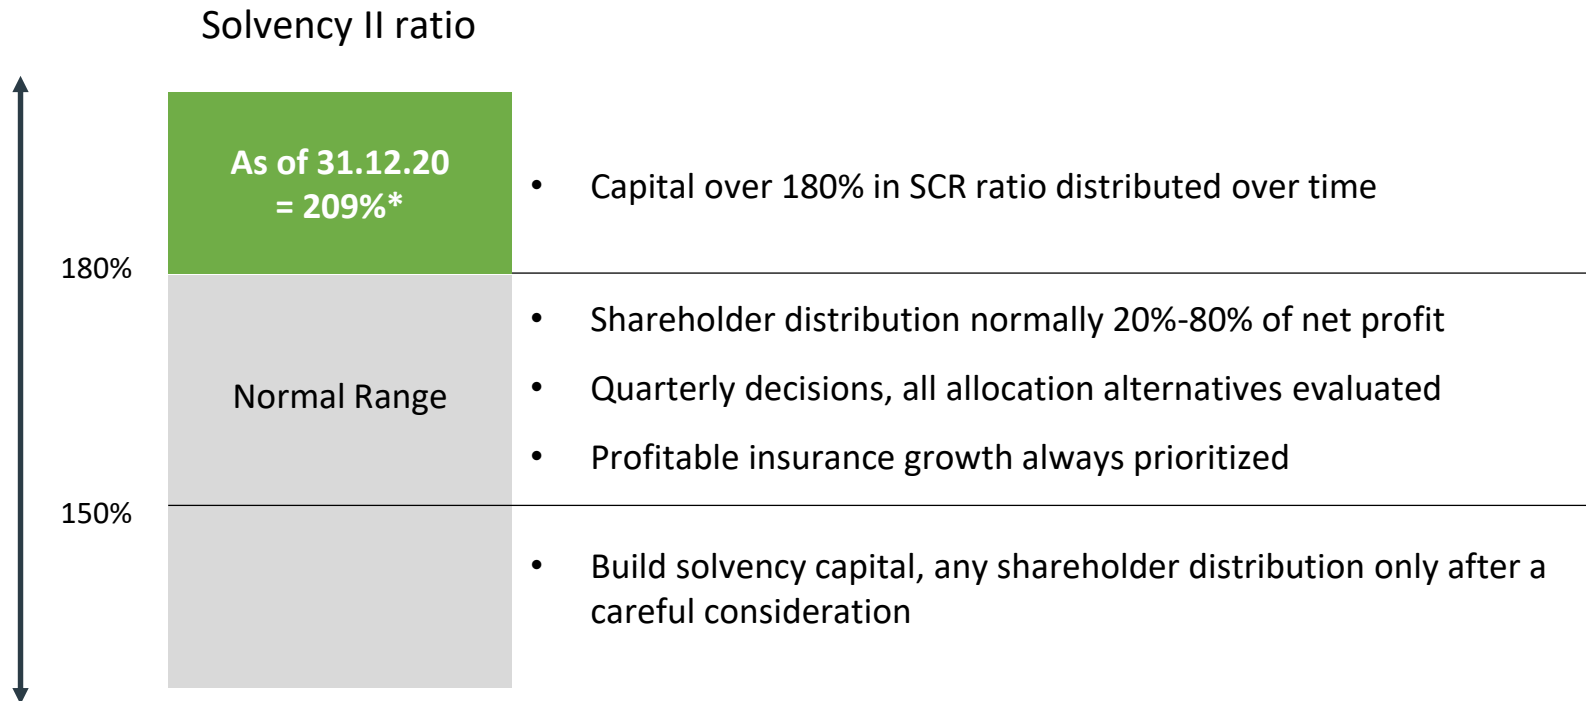 Solvency II ratio
As of 31.12.20
= 209%*
• Capital over 180% in SCR ratio distributed over time
180%
• Shareholder distribution normally 20%-80% of net profit
Normal Range
• Quarterly decisions, all allocation alternatives evaluated
• Profitable insurance growth always prioritized
150%
• Build solvency capital, any shareholder distribution only after a
careful consideration